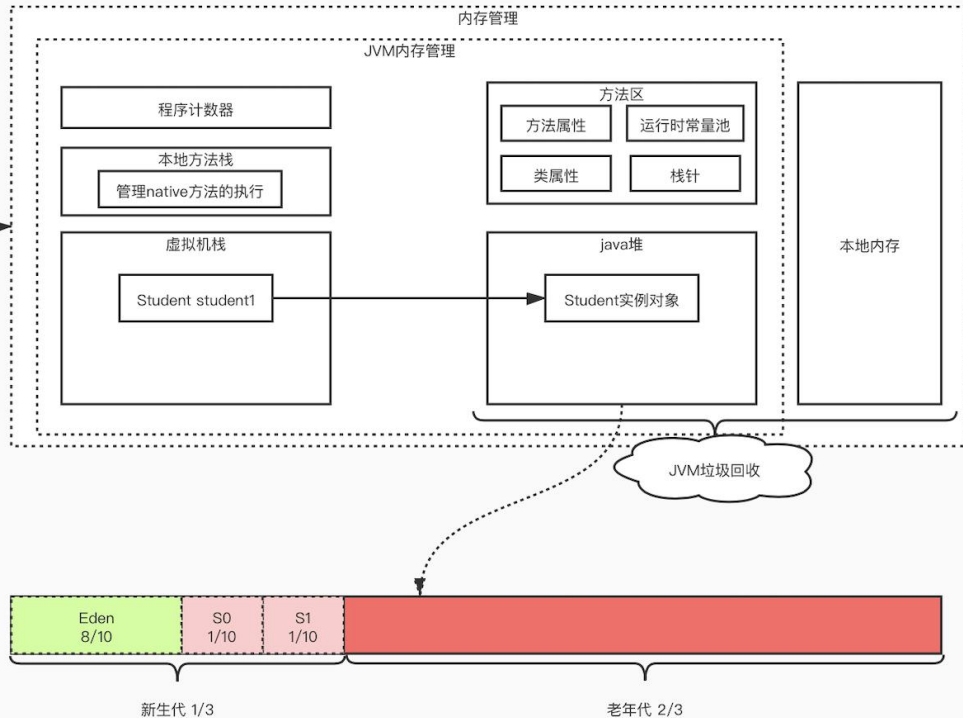 内存管理
JVM内存管理
程序计数器
本地方法栈
管理native方法的执行
虚拟机栈
Student student1
方法区
方法属性
运行时常量池
类属性
栈针
java堆
Student实例对象
本地内存
JVM垃圾回收
Eden
8/10
S0
1/10
S1
1/10
新生代 1/3
老年代 2/3